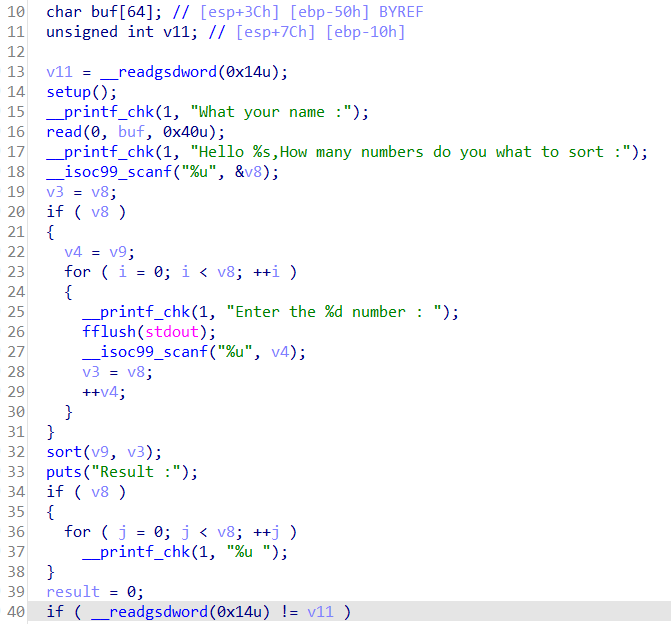 10 char buf[64]; // [esp+3Ch] [ebp-50h] BYREF
11 unsigned int v11; // [esp+7Ch] [ebp-10h]
12
13 v11 = __readgsdword(0x14u);
14 setup();
15 __printf_chk(1, "What your name :");
16 read(0, buf, 0x40u);
17 __printf_chk(1, "Hello %s,How many numbers do you what to sort :");
18 __isoc99_scanf("%u", &v8);
19 v3 = v8;
20 if ( v8 )
21 {
22 v4 = v9;
23 for ( i = 0; i < v8; ++i )
24 {
25 __printf_chk(1, "Enter the %d number : ");
26 fflush(stdout);
27 __isoc99_scanf("%u", v4);
28 v3 = v8;
29 ++v4;
30 }
31 }
32 sort(v9, v3);
33 puts("Result :");
34 if ( v8 )
35 {
36 for ( j = 0; j < v8; ++j )
37 __printf_chk(1, "%u ");
38 }
39 result = 0;
40 if ( __readgsdword(0x14u) != v11 )